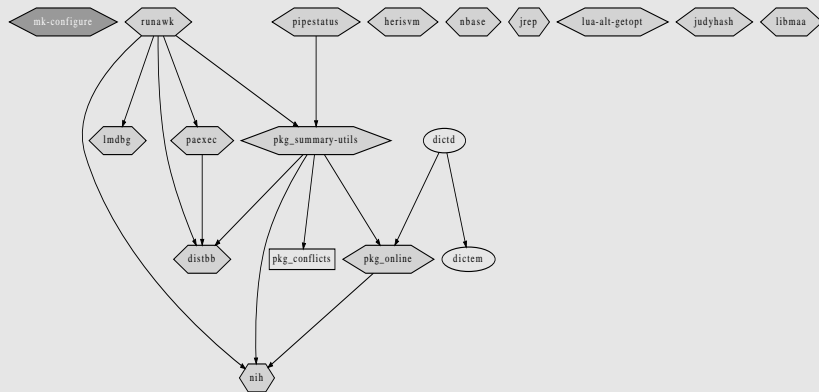 mk-configure
runawk
pipestatus
herisvm
nbase
jrep
lua-alt-getopt
judyhash
libmaa
lmdbg
paexec
pkg_summary-utils
dictd
distbb
pkg_conflicts
pkg_online
dictem
nih